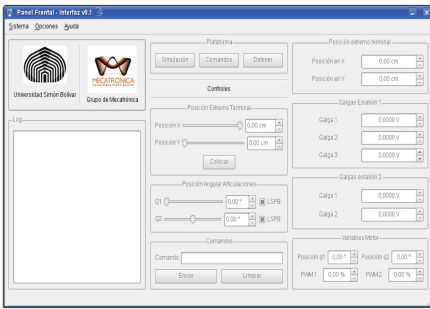 Panel Frontal - Interfaz v0.1
Sistema Opciones Ayuda
Universidad Simón Bolívar
MECATRÓNICA
Grupo de Mecatrónica
Log
Plataforma
Simulación Comandos Detener
Controles
Posición Extremo Terminal
Posición X 0,00 cm
Posición Y 0,00 cm
Colocar
Posición Angular Articulaciones
Q1 0,00 ° LSPB
Q2 0,00 ° LSPB
Comandos
Comando
Enviar Limpiar
Posición extremo terminal
Posición en X 0,00 cm
Posición en Y 0,00 cm
Galgas Eslabón 1
Galga 1 0,0000 V
Galga 2 0,0000 V
Galga 3 0,0000 V
Galgas eslabón 2
Galga 1 0,0000 V
Galga 2 0,0000 V
Variables Motor
Posición q1 0,00 ° Posición q2 0,00 °
PWM1 0,00 % PWM2 0,00 %